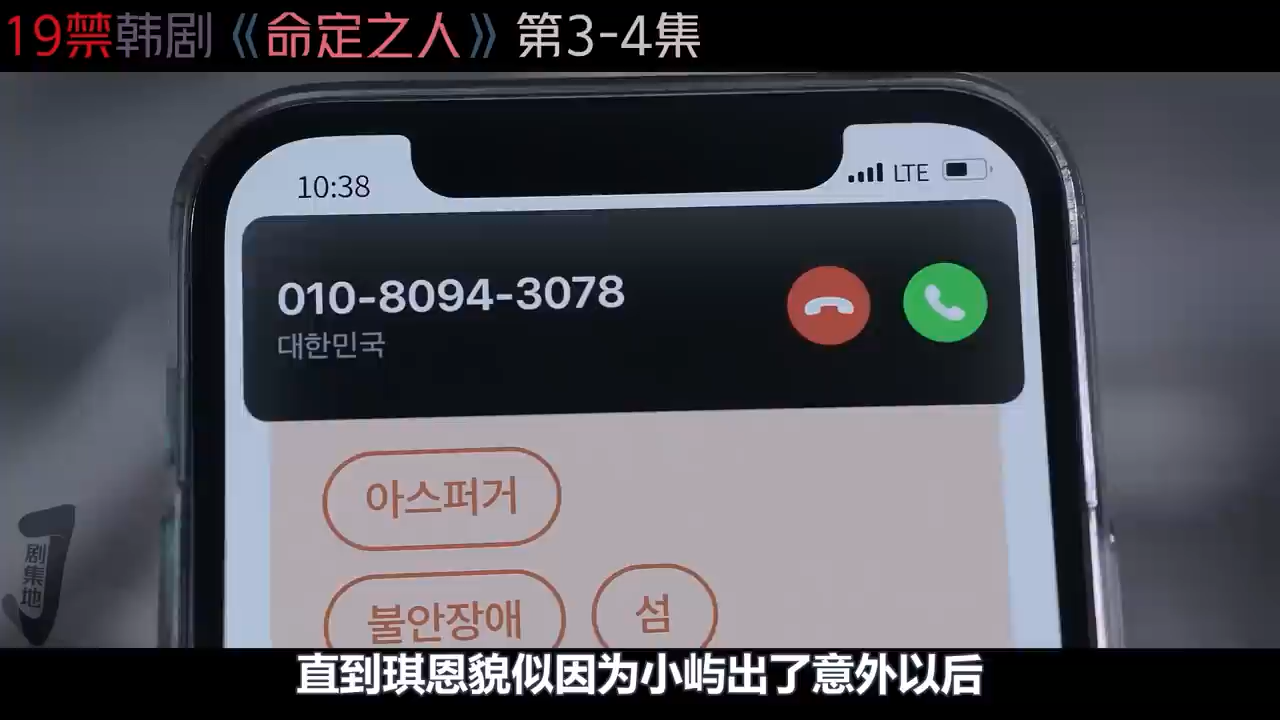 19禁韩剧《命定之人》第3-4集
10:38
LTE
010-8094-3078
대한민국
아스퍼거
불안장애
섬
剧集地
直到琪恩貌似因为小屿出了意外以后